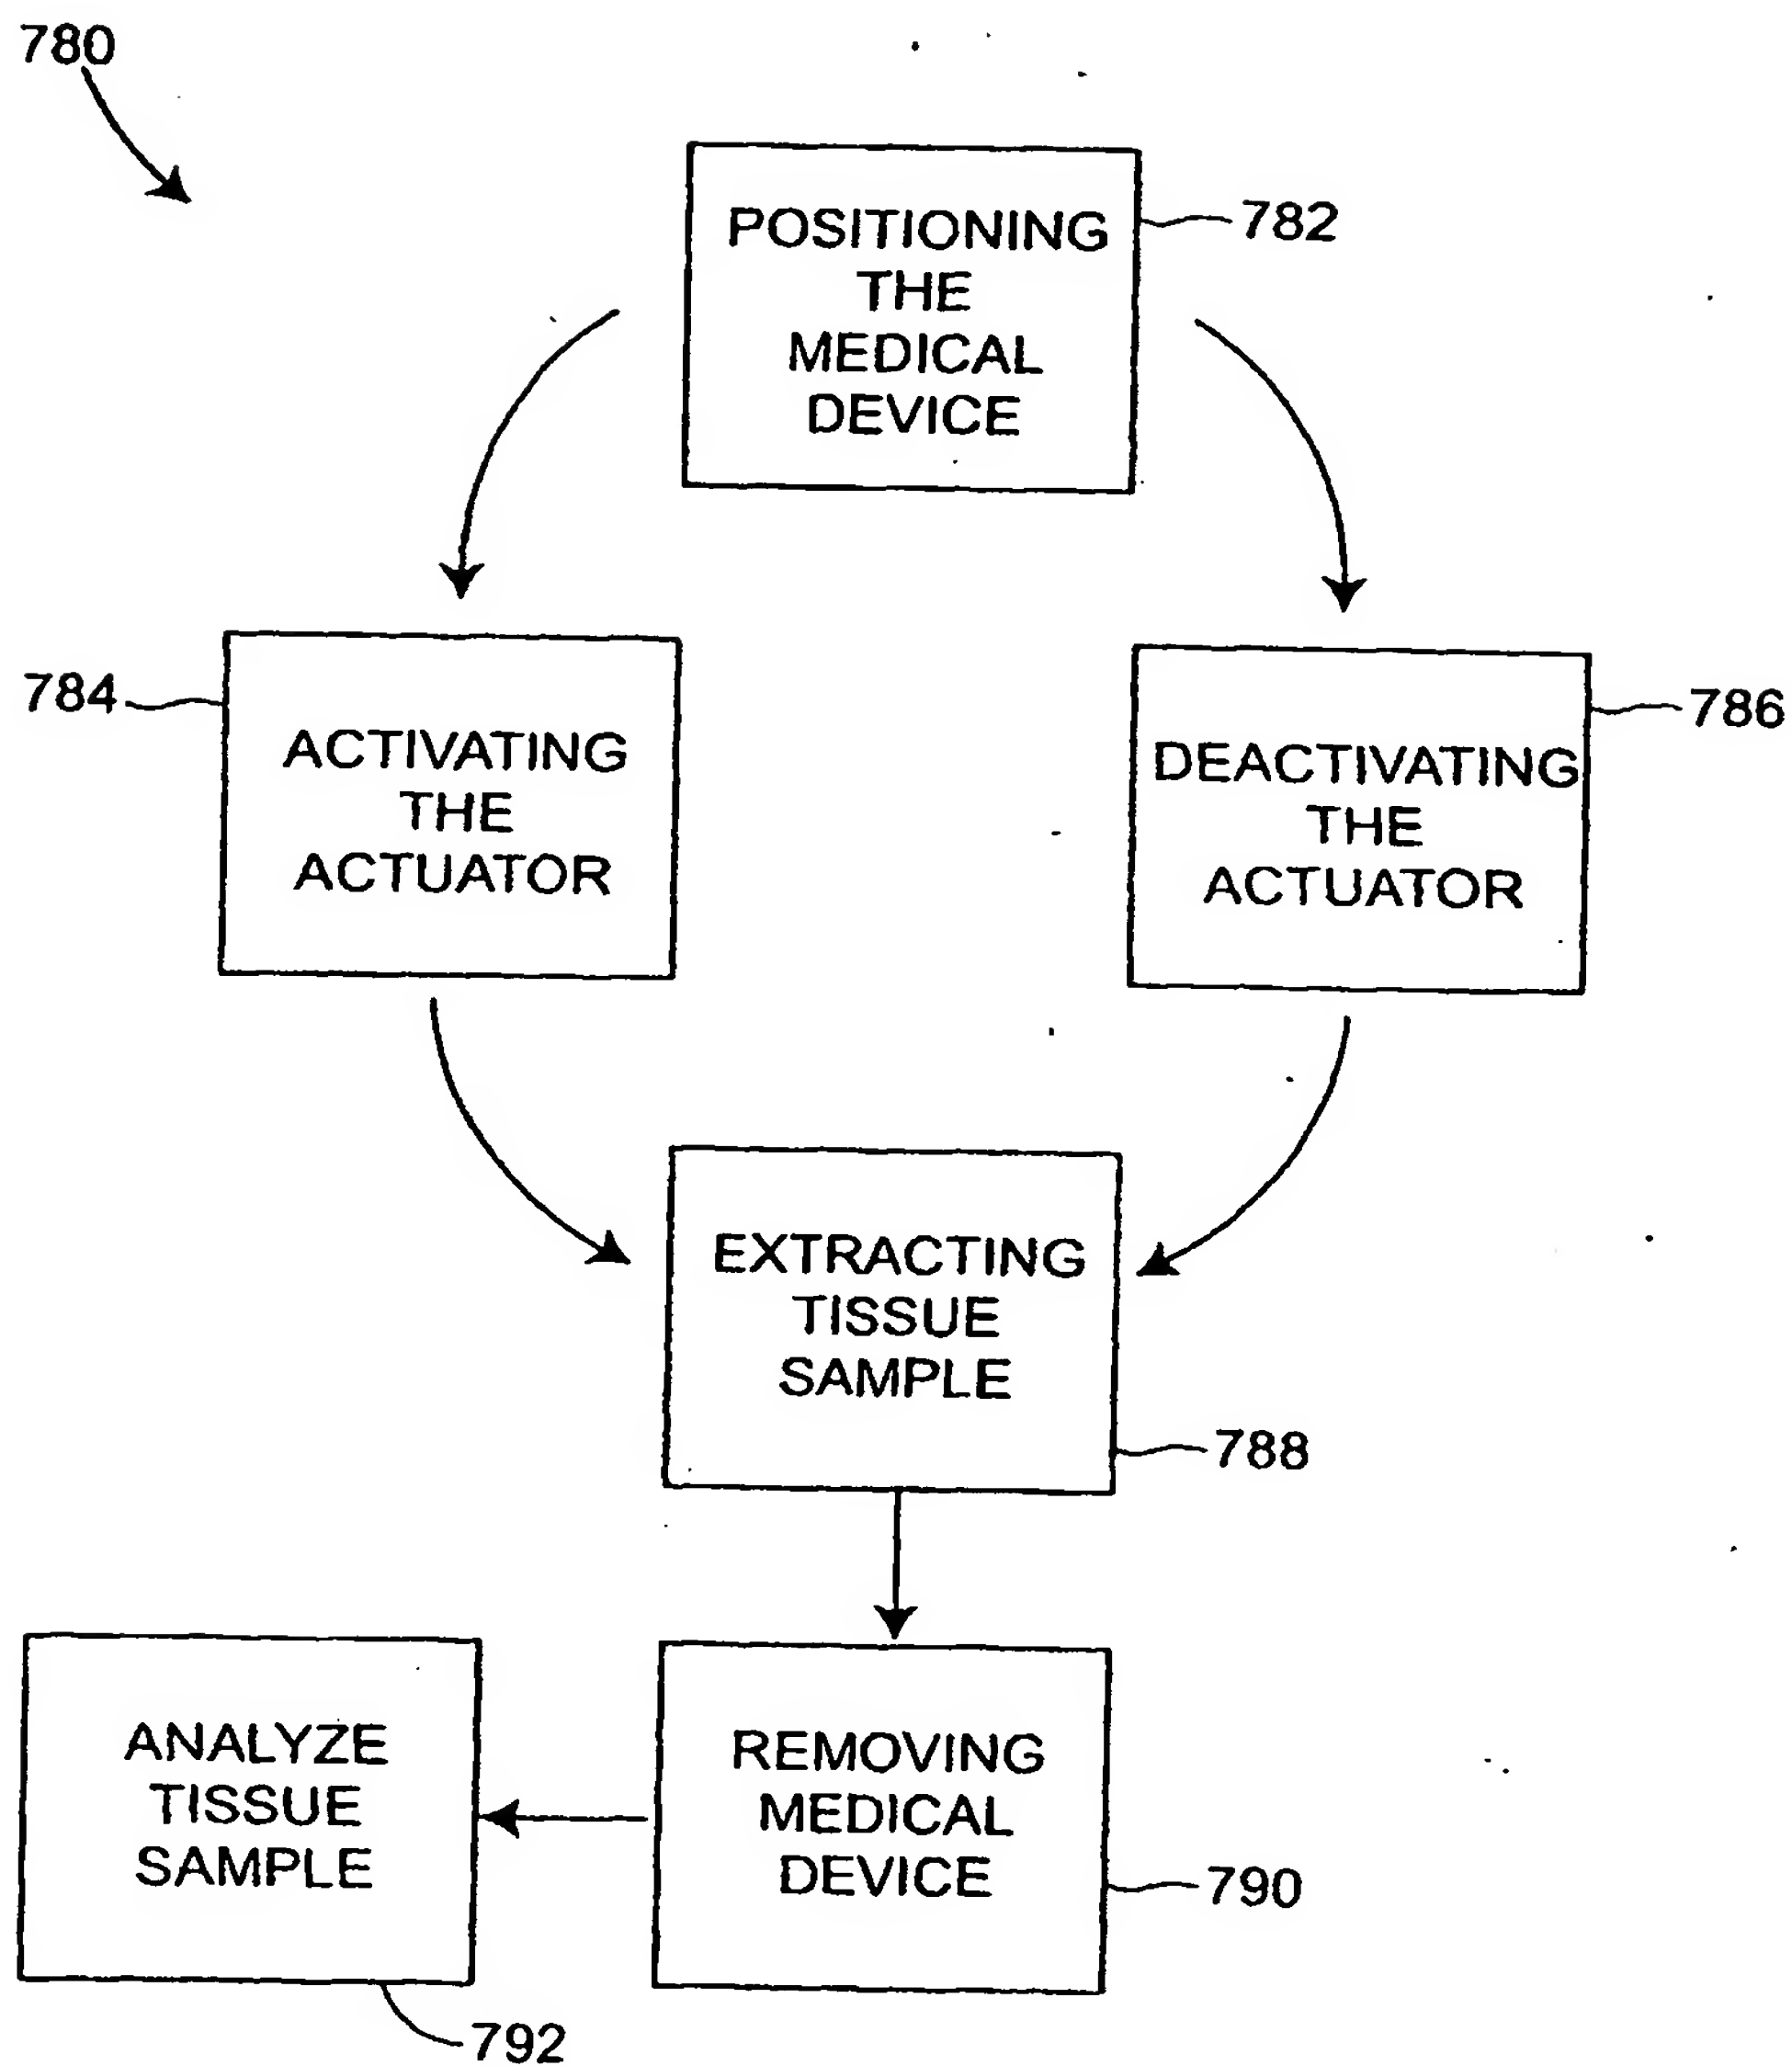 780
POSITIONING
THE
MEDICAL
DEVICE
782
784
ACTIVATING
THE
ACTUATOR
DEACTIVATING
THE
ACTUATOR
786
EXTRACTING
TISSUE
SAMPLE
788
ANALYZE
TISSUE
SAMPLE
792
REMOVING
MEDICAL
DEVICE
790